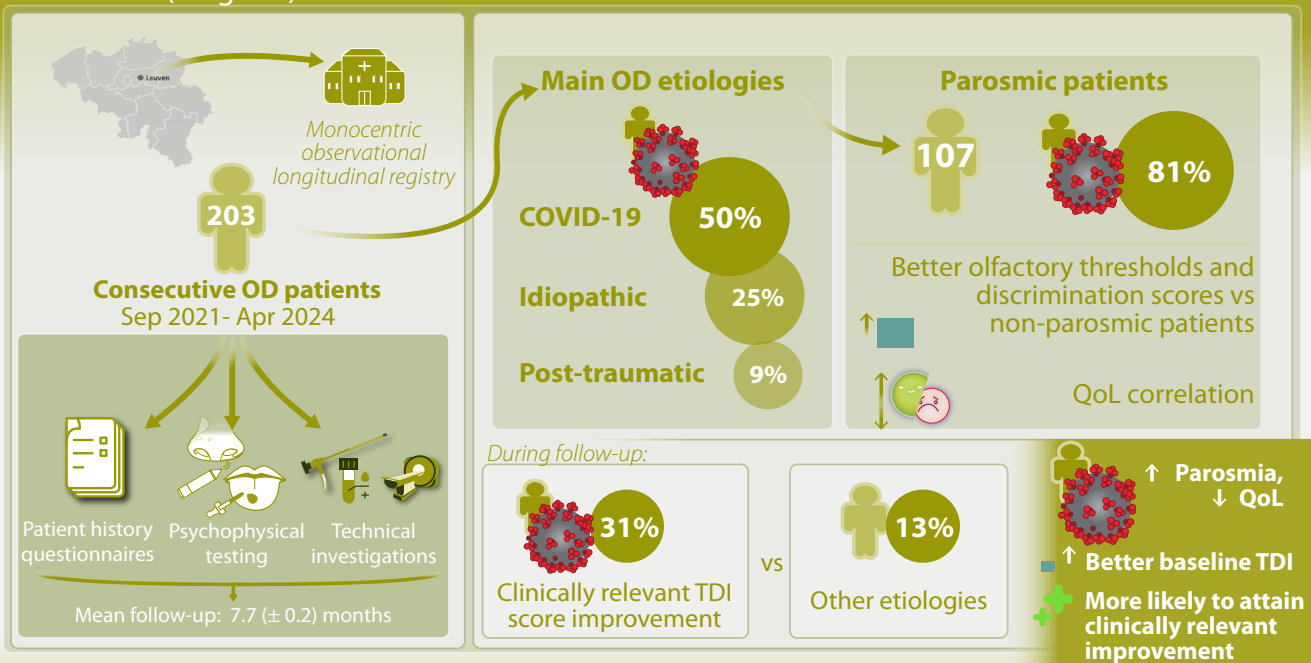 Leuven
Monocentric
observational
longitudinal registry
203
Consecutive OD patients
Sep 2021- Apr 2024
Patient history
questionnaires
Psychophysical
testing
Technical
investigations
Mean follow-up: 7.7 (± 0.2) months
Main OD etiologies
COVID-19
50%
Idiopathic
25%
Post-traumatic
9%
Parosmic patients
107
81%
Better olfactory thresholds and
discrimination scores vs
non-parosmic patients
QoL correlation
During follow-up:
31%
Clinically relevant TDI
score improvement
vs
13%
Other etiologies
↑ Parosmia,
↓ QoL
↑ Better baseline TDI
More likely to attain
clinically relevant
improvement